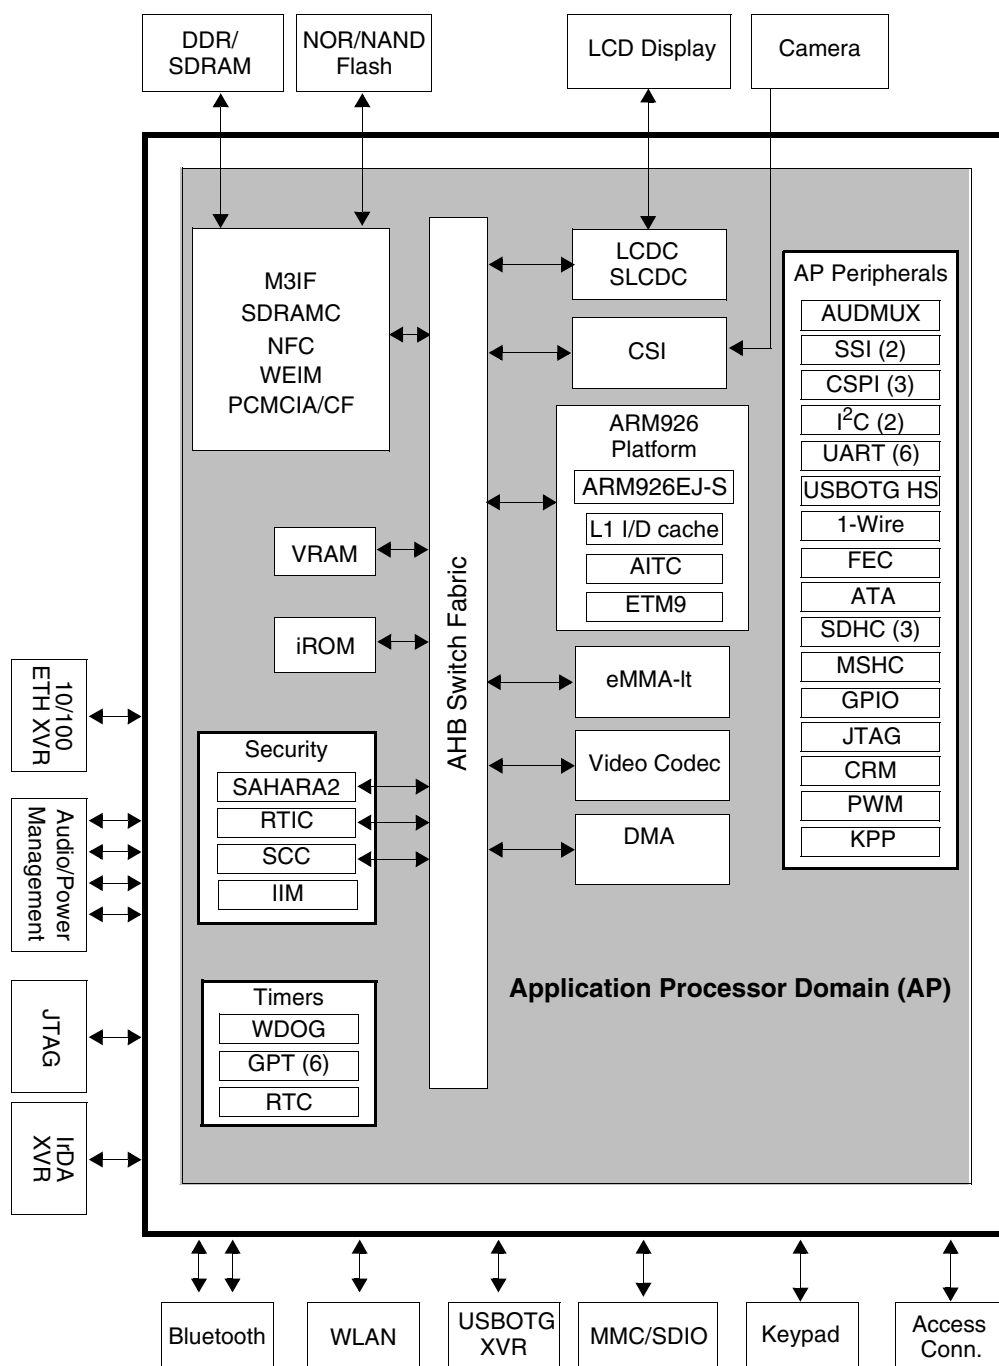 DDR/
SDRAM
NOR/NAND
Flash
LCD Display
Camera
M3IF
SDRAMC
NFC
WEIM
PCMCIA/CF
LCDC
SLCDC
CSI
ARM926
Platform
ARM926EJ-S
L1 I/D cache
AITC
ETM9
AP Peripherals
AUDMUX
SSI (2)
CSPI (3)
I2C (2)
UART (6)
USBOTG HS
1-Wire
FEC
ATA
SDHC (3)
MSHC
GPIO
JTAG
CRM
PWM
KPP
VRAM
iROM
AHB Switch Fabric
eMMA-lt
Video Codec
DMA
Security
SAHARA2
RTIC
SCC
IIM
Timers
WDOG
GPT (6)
RTC
Application Processor Domain (AP)
10/100
ETH XVR
Audio/Power
Management
JTAG
IrDA
XVR
Bluetooth
WLAN
USBOTG
XVR
MMC/SDIO
Keypad
Access
Conn.